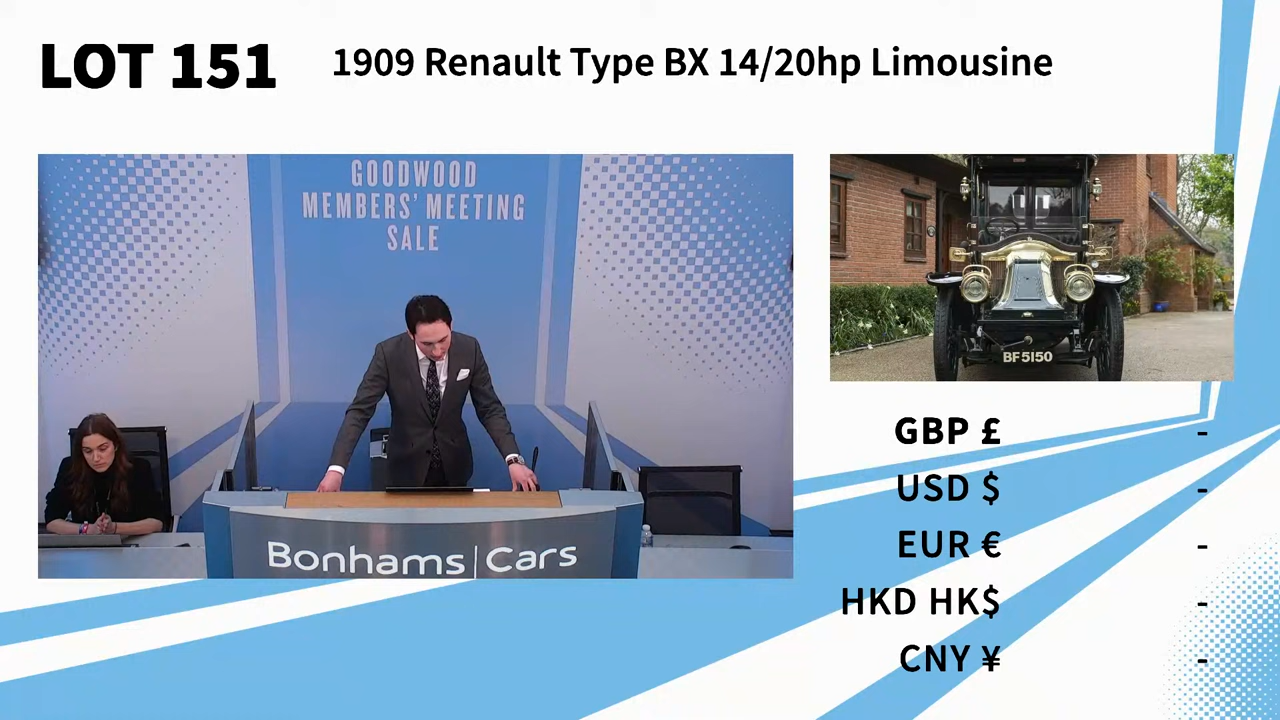 LOT 151
1909 Renault Type BX 14/20hp Limousine
GOODWOOD
MEMBERS' MEETING
SALE
Bonhams|Cars
BF 5150
GBP £ -
USD $ -
EUR € -
HKD HK$ -
CNY ¥ -